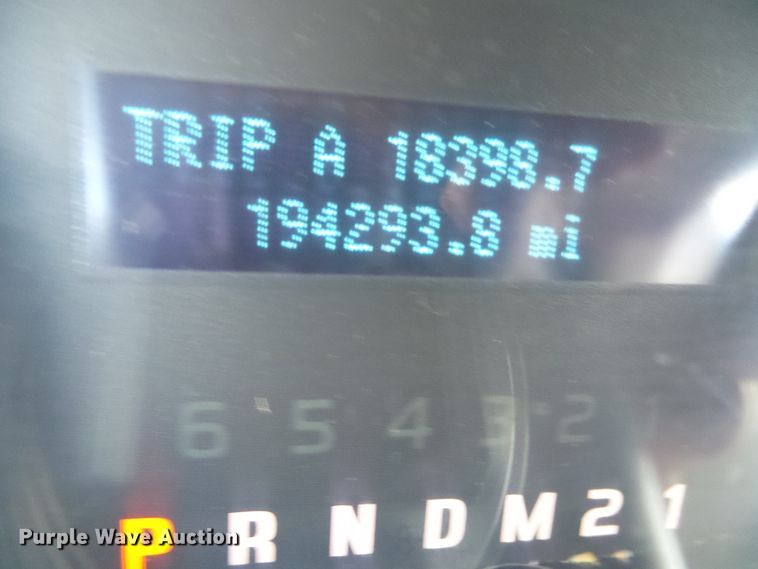 TRIP A 18398.7
194293.8 mi
6 5 4 3 2
P R N D M 2 1
Purple Wave Auction